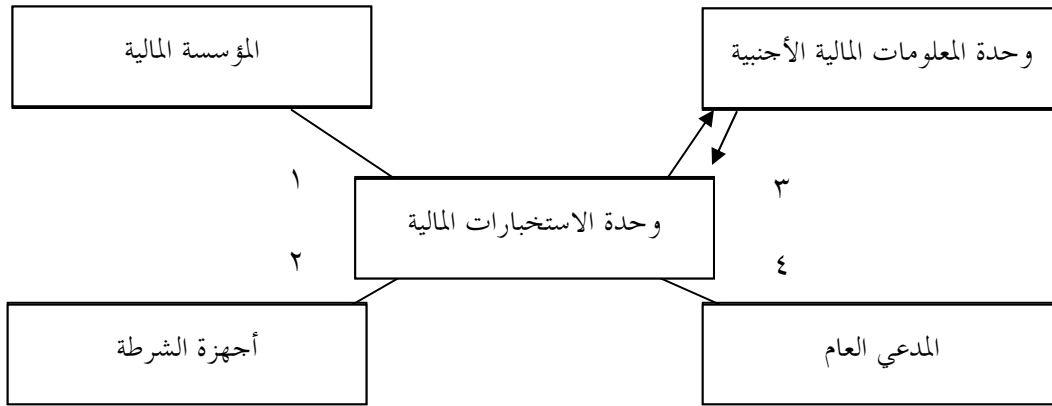 المؤسسة المالية
وحدة المعلومات المالية الأجنبية
١
٣
وحدة الاستخبارات المالية
٢
٤
أجهزة الشرطة
المدعي العام